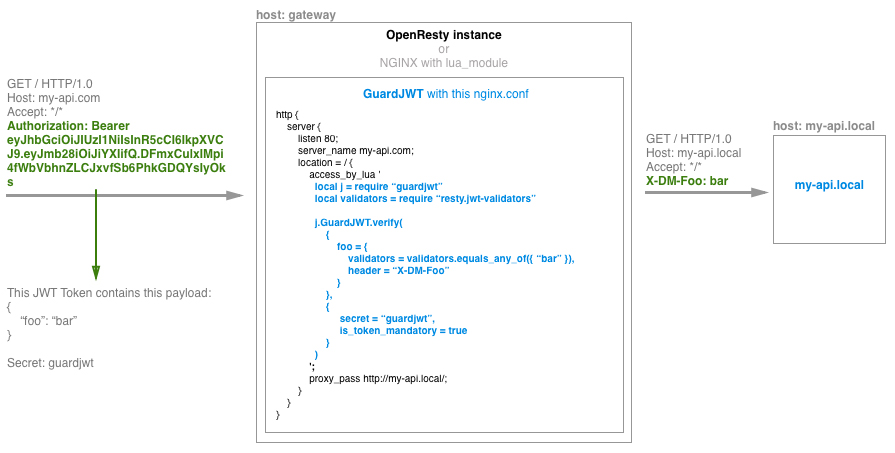 host: gateway
OpenResty instance
or
NGINX with lua_module
GET / HTTP/1.0
Host: my-api.com
Accept: */*
Authorization: Bearer
eyJhbGciOiJIUzI1NiIsInR5cCI6IkpXVC
J9.eyJmb28iOiJiYXIifQ.DFmxCulxIMpi
4fWbVbhnZLCJxvfSb6PhkGDQYsIyOk
s
This JWT Token contains this payload:
{
“foo”: “bar”
}
Secret: guardjwt
GuardJWT with this nginx.conf
http {
server {
listen 80;
server_name my-api.com;
location = / {
access_by_lua '
local j = require “guardjwt”
local validators = require “resty.jwt-validators”
j.GuardJWT.verify(
{
foo = {
validators = validators.equals_any_of({ “bar” }),
header = “X-DM-Foo”
}
},
{
secret = “guardjwt”,
is_token_mandatory = true
}
)
';
proxy_pass http://my-api.local/;
}
}
}
GET / HTTP/1.0
Host: my-api.local
Accept: */*
X-DM-Foo: bar
host: my-api.local
my-api.local